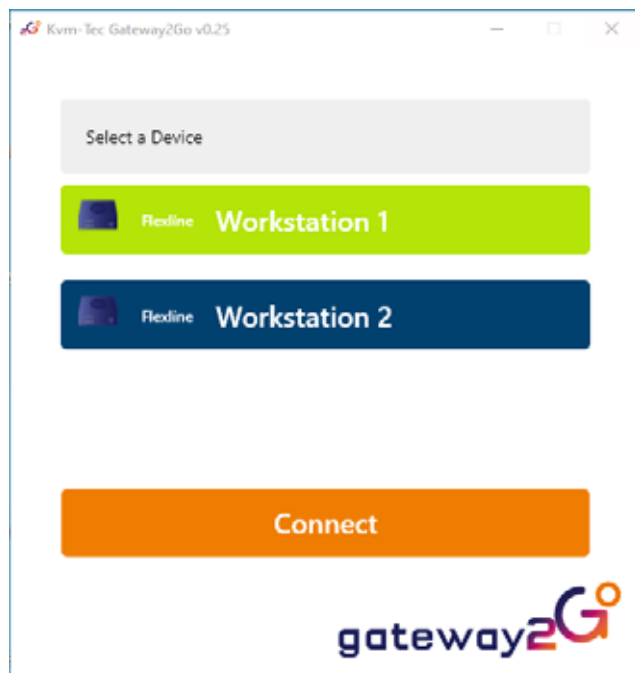 Kvm-Tec Gateway2Go v0.25
Select a Device
Flexline Workstation 1
Flexline Workstation 2
Connect
gateway2Go